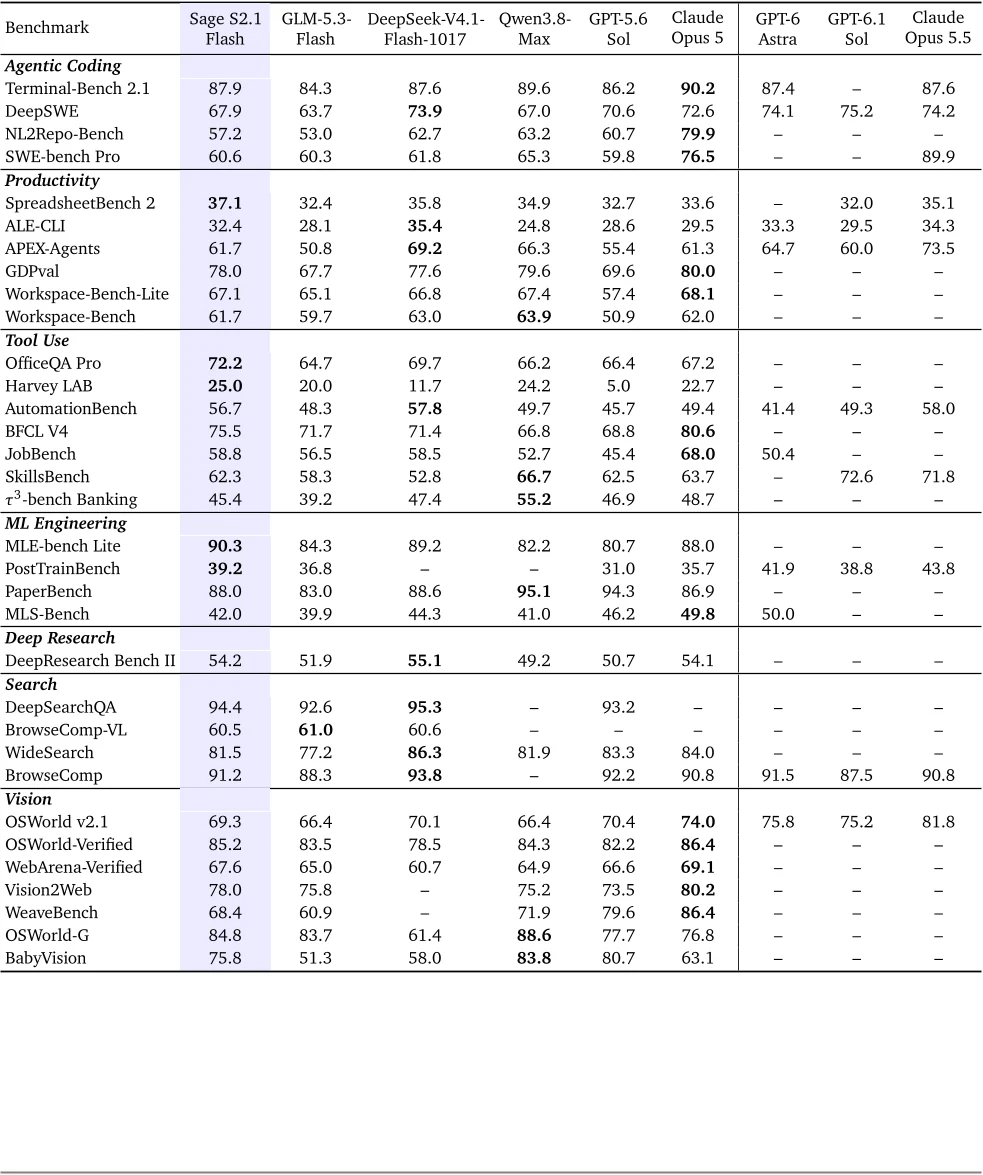 Benchmark Sage S2.1 Flash GLM-5.3-Flash DeepSeek-V4.1-Flash-1017 Qwen3.8-Max GPT-5.6 Sol Claude Opus 5 GPT-6 Astra GPT-6.1 Sol Claude Opus 5.5
Agentic Coding
Terminal-Bench 2.1 87.9 84.3 87.6 89.6 86.2 90.2 87.4 – 87.6
DeepSWE 67.9 63.7 73.9 67.0 70.6 72.6 74.1 75.2 74.2
NL2Repo-Bench 57.2 53.0 62.7 63.2 60.7 79.9 – – –
SWE-bench Pro 60.6 60.3 61.8 65.3 59.8 76.5 – – 89.9
Productivity
SpreadsheetBench 2 37.1 32.4 35.8 34.9 32.7 33.6 – 32.0 35.1
ALE-CLI 32.4 28.1 35.4 24.8 28.6 29.5 33.3 29.5 34.3
APEX-Agents 61.7 50.8 69.2 66.3 55.4 61.3 64.7 60.0 73.5
GDPval 78.0 67.7 77.6 79.6 69.6 80.0 – – –
Workspace-Bench-Lite 67.1 65.1 66.8 67.4 57.4 68.1 – – –
Workspace-Bench 61.7 59.7 63.0 63.9 50.9 62.0 – – –
Tool Use
OfficeQA Pro 72.2 64.7 69.7 66.2 66.4 67.2 – – –
Harvey LAB 25.0 20.0 11.7 24.2 5.0 22.7 – – –
AutomationBench 56.7 48.3 57.8 49.7 45.7 49.4 41.4 49.3 58.0
BFCL V4 75.5 71.7 71.4 66.8 68.8 80.6 – – –
JobBench 58.8 56.5 58.5 52.7 45.4 68.0 50.4 – –
SkillsBench 62.3 58.3 52.8 66.7 62.5 63.7 – 72.6 71.8
τ³-bench Banking 45.4 39.2 47.4 55.2 46.9 48.7 – – –
ML Engineering
MLE-bench Lite 90.3 84.3 89.2 82.2 80.7 88.0 – – –
PostTrainBench 39.2 36.8 – – 31.0 35.7 41.9 38.8 43.8
PaperBench 88.0 83.0 88.6 95.1 94.3 86.9 – – –
MLS-Bench 42.0 39.9 44.3 41.0 46.2 49.8 50.0 – –
Deep Research
DeepResearch Bench II 54.2 51.9 55.1 49.2 50.7 54.1 – – –
Search
DeepSearchQA 94.4 92.6 95.3 – 93.2 – – – –
BrowseComp-VL 60.5 61.0 60.6 – – – – – –
WideSearch 81.5 77.2 86.3 81.9 83.3 84.0 – – –
BrowseComp 91.2 88.3 93.8 – 92.2 90.8 91.5 87.5 90.8
Vision
OSWorld v2.1 69.3 66.4 70.1 66.4 70.4 74.0 75.8 75.2 81.8
OSWorld-Verified 85.2 83.5 78.5 84.3 82.2 86.4 – – –
WebArena-Verified 67.6 65.0 60.7 64.9 66.6 69.1 – – –
Vision2Web 78.0 75.8 – 75.2 73.5 80.2 – – –
WeaveBench 68.4 60.9 – 71.9 79.6 86.4 – – –
OSWorld-G 84.8 83.7 61.4 88.6 77.7 76.8 – – –
BabyVision 75.8 51.3 58.0 83.8 80.7 63.1 – – –